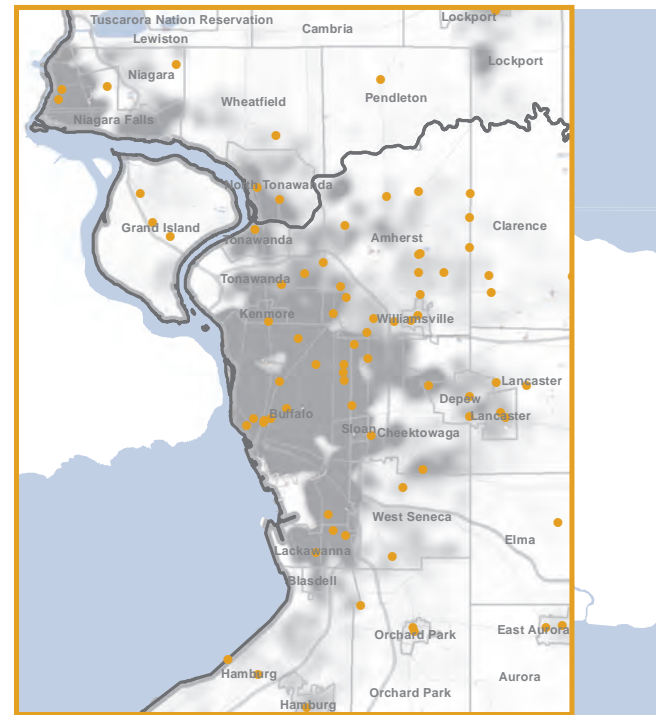 Tuscarora Nation Reservation
Lockport
Cambria
Lewiston
Lockport
Niagara
Wheatfield
Pendleton
Niagara Falls
North Tonawanda
Grand Island
Clarence
Tonawanda
Amherst
Tonawanda
Kenmore
Williamsville
Lancaster
Depew
Buffalo
Lancaster
Sloan
Cheektowaga
West Seneca
Elma
Lackawanna
Blasdell
Orchard Park
East Aurora
Hamburg
Aurora
Orchard Park
Hamburg